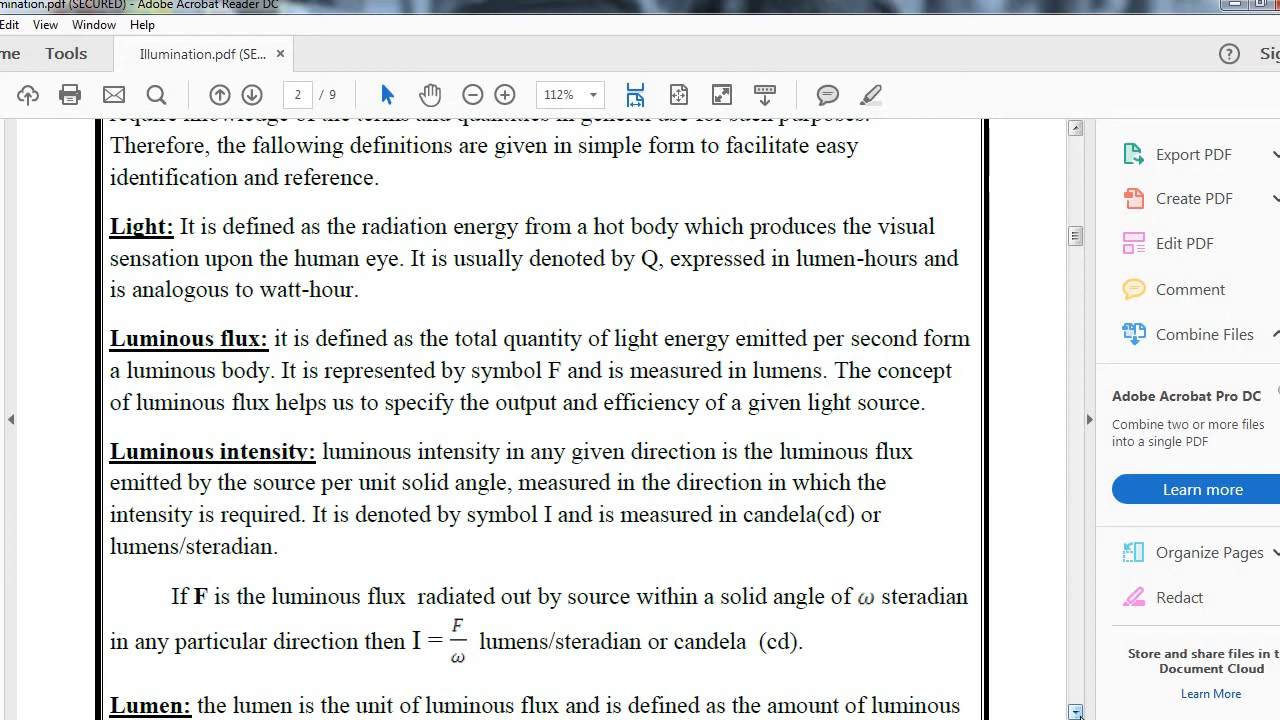 mination.pdf (SECURED) - Adobe Acrobat Reader DC
Edit View Window Help
me Tools Illumination.pdf (SE... × ? Sig
2 / 9 112%
require knowledge of the terms and quantities in general use for such purposes.
Therefore, the fallowing definitions are given in simple form to facilitate easy
identification and reference.
Light: It is defined as the radiation energy from a hot body which produces the visual
sensation upon the human eye. It is usually denoted by Q, expressed in lumen-hours and
is analogous to watt-hour.
Luminous flux: it is defined as the total quantity of light energy emitted per second form
a luminous body. It is represented by symbol F and is measured in lumens. The concept
of luminous flux helps us to specify the output and efficiency of a given light source.
Luminous intensity: luminous intensity in any given direction is the luminous flux
emitted by the source per unit solid angle, measured in the direction in which the
intensity is required. It is denoted by symbol I and is measured in candela(cd) or
lumens/steradian.
If F is the luminous flux radiated out by source within a solid angle of ω steradian
in any particular direction then I = F/ω lumens/steradian or candela (cd).
Lumen: the lumen is the unit of luminous flux and is defined as the amount of luminous
Export PDF
Create PDF
Edit PDF
Comment
Combine Files
Adobe Acrobat Pro DC
Combine two or more files
into a single PDF
Learn more
Organize Pages
Redact
Store and share files in t
Document Cloud
Learn More